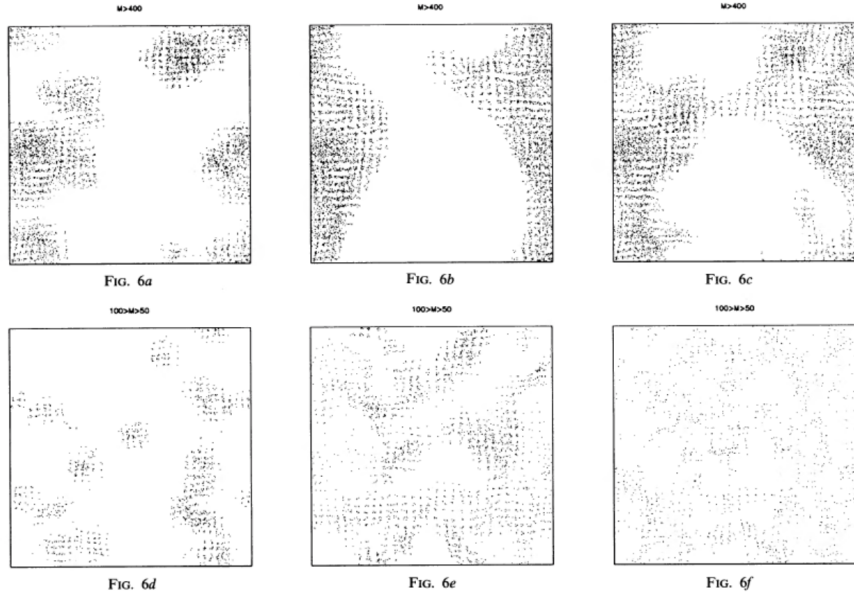 M>400
M>400
M>400
FIG. 6a
FIG. 6b
FIG. 6c
100>M>50
100>M>50
100>M>50
FIG. 6d
FIG. 6e
FIG. 6f